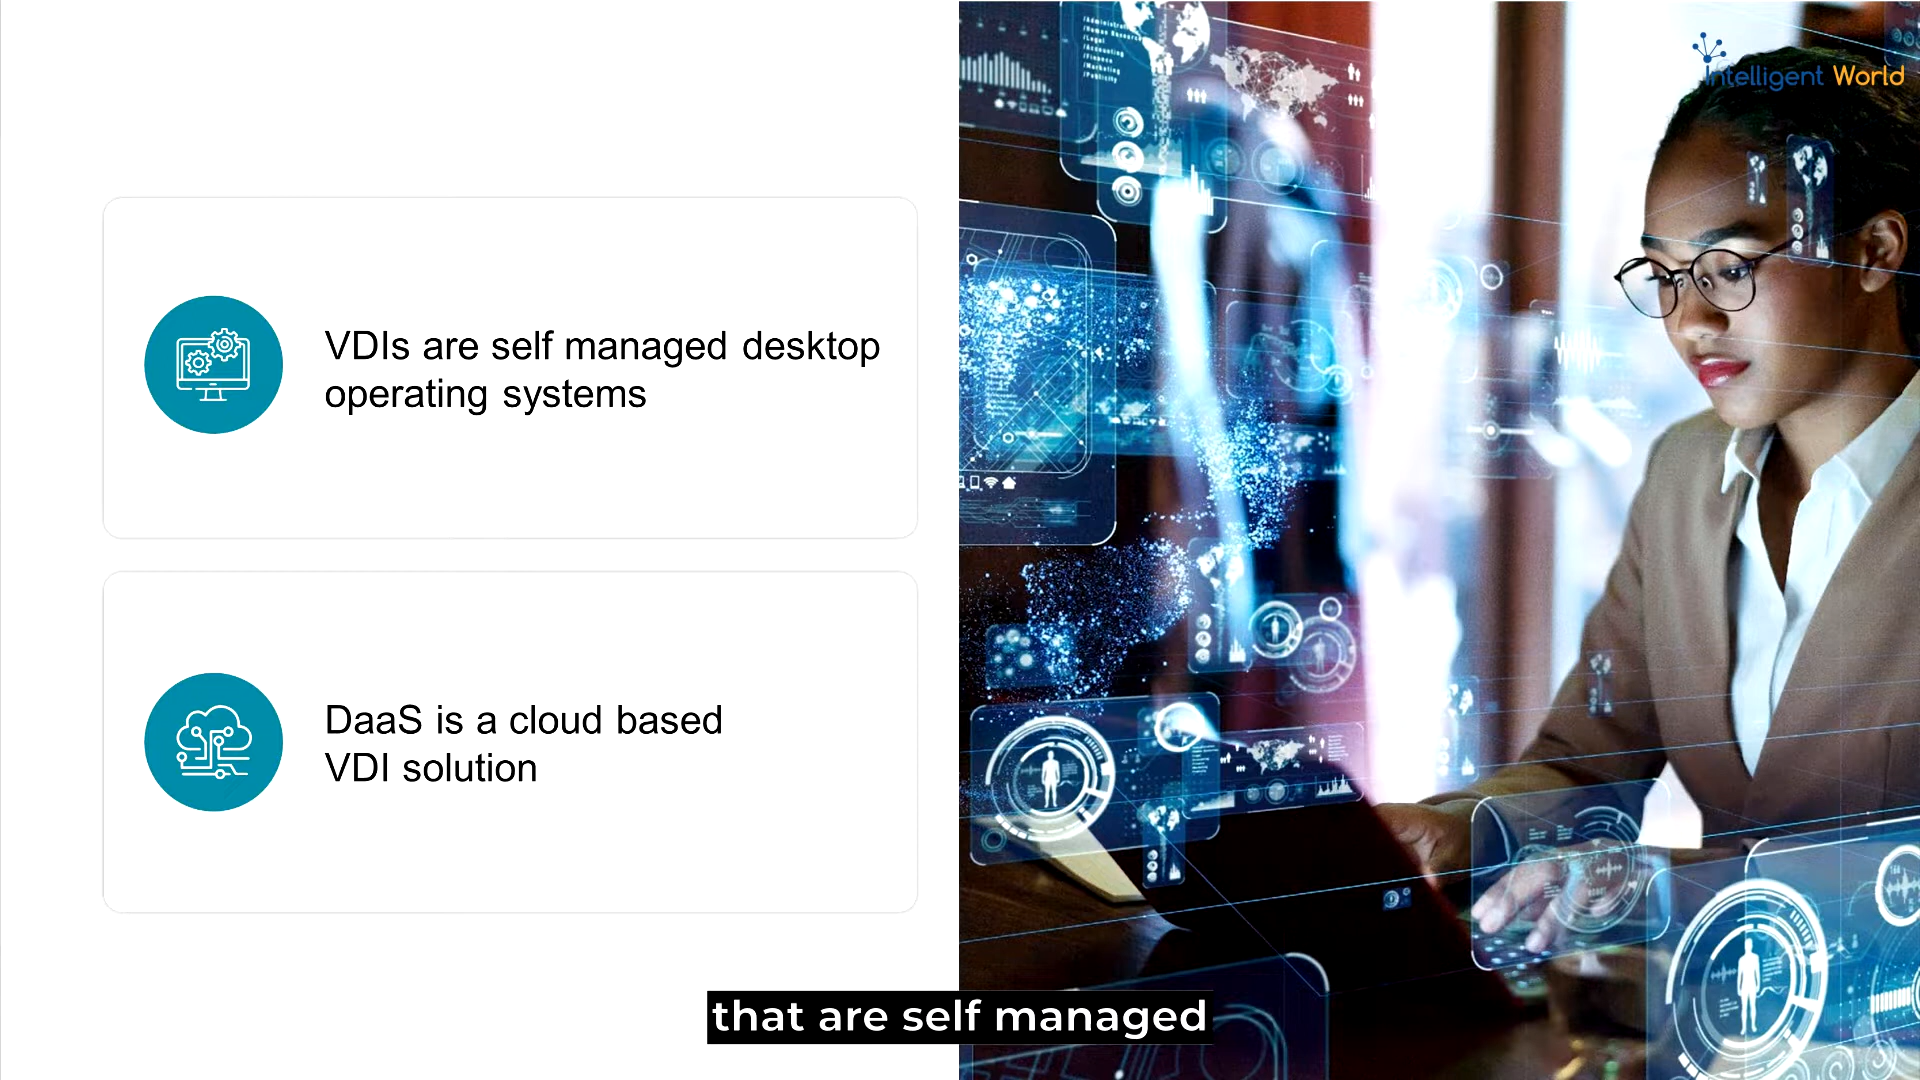 Intelligent World
VDIs are self managed desktop
operating systems
DaaS is a cloud based
VDI solution
that are self managed